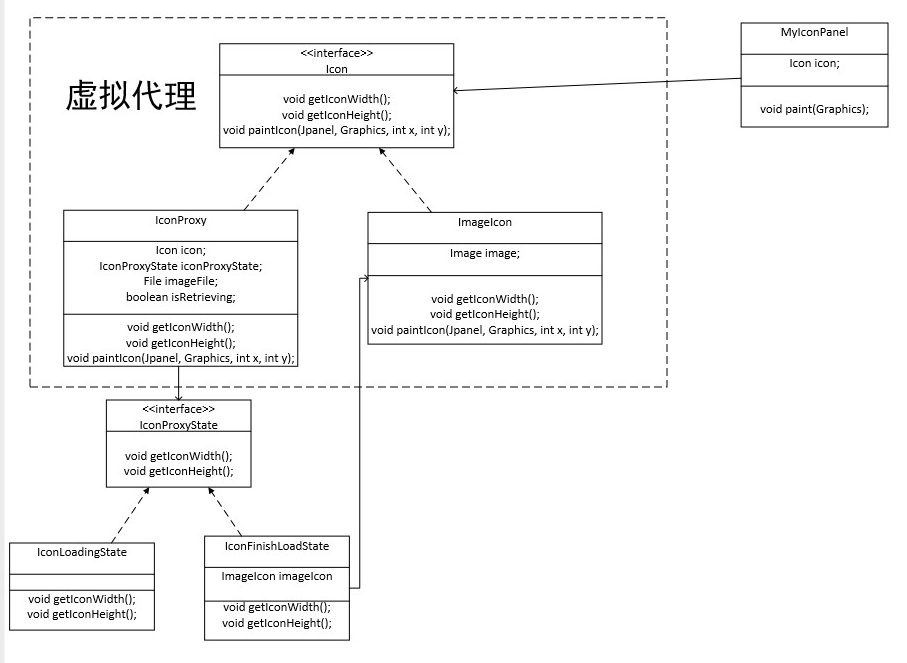 虚拟代理
<<interface>>
Icon
void getIconWidth();
void getIconHeight();
void paintIcon(Jpanel, Graphics, int x, int y);
MyIconPanel
Icon icon;
void paint(Graphics);
IconProxy
Icon icon;
IconProxyState iconProxyState;
File imageFile;
boolean isRetrieving;
void getIconWidth();
void getIconHeight();
void paintIcon(Jpanel, Graphics, int x, int y);
ImageIcon
Image image;
void getIconWidth();
void getIconHeight();
void paintIcon(Jpanel, Graphics, int x, int y);
<<interface>>
IconProxyState
void getIconWidth();
void getIconHeight();
IconLoadingState
void getIconWidth();
void getIconHeight();
IconFinishLoadState
ImageIcon imageIcon
void getIconWidth();
void getIconHeight();